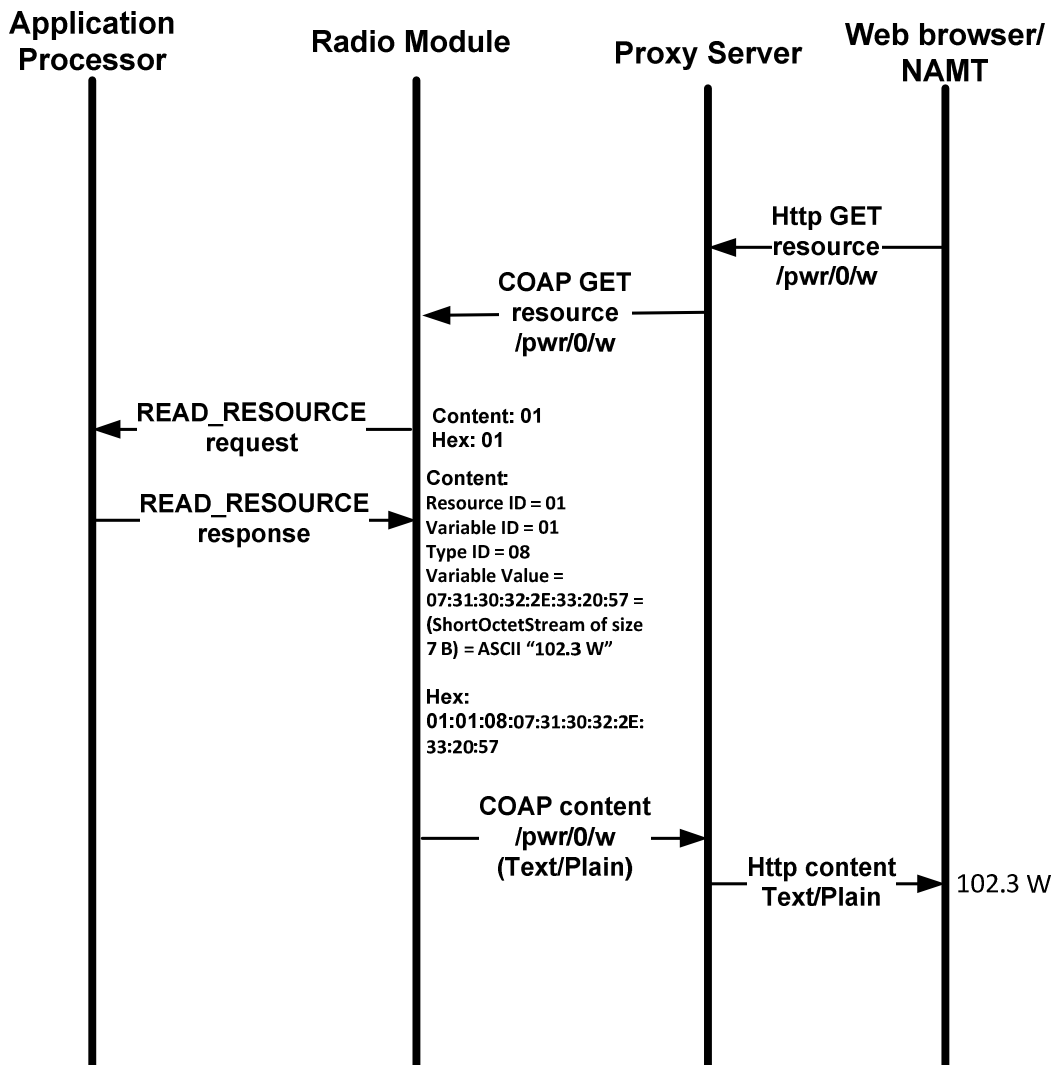 Application
Processor
Radio Module
Proxy Server
Web browser/
NAMT
Http GET
resource
/pwr/0/w
COAP GET
resource
/pwr/0/w
READ_RESOURCE
request
Content: 01
Hex: 01
READ_RESOURCE
response
Content:
Resource ID = 01
Variable ID = 01
Type ID = 08
Variable Value =
07:31:30:32:2E:33:20:57 =
(ShortOctetStream of size
7 B) = ASCII “102.3 W”
Hex:
01:01:08:07:31:30:32:2E:
33:20:57
COAP content
/pwr/0/w
(Text/Plain)
Http content
Text/Plain
102.3 W